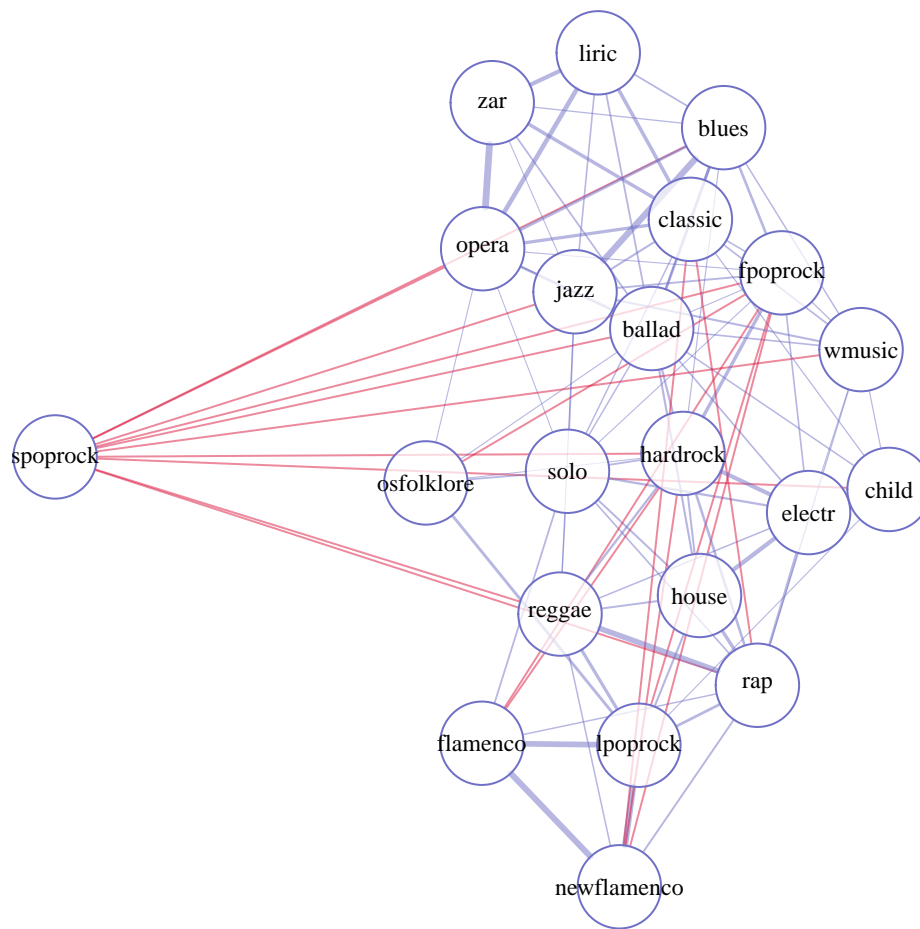 liric
zar
blues
classic
opera
fpoprock
jazz
ballad
wmusic
spoprock
hardrock
solo
osfolklore
child
electr
house
reggae
rap
flamenco
lpoprock
newflamenco